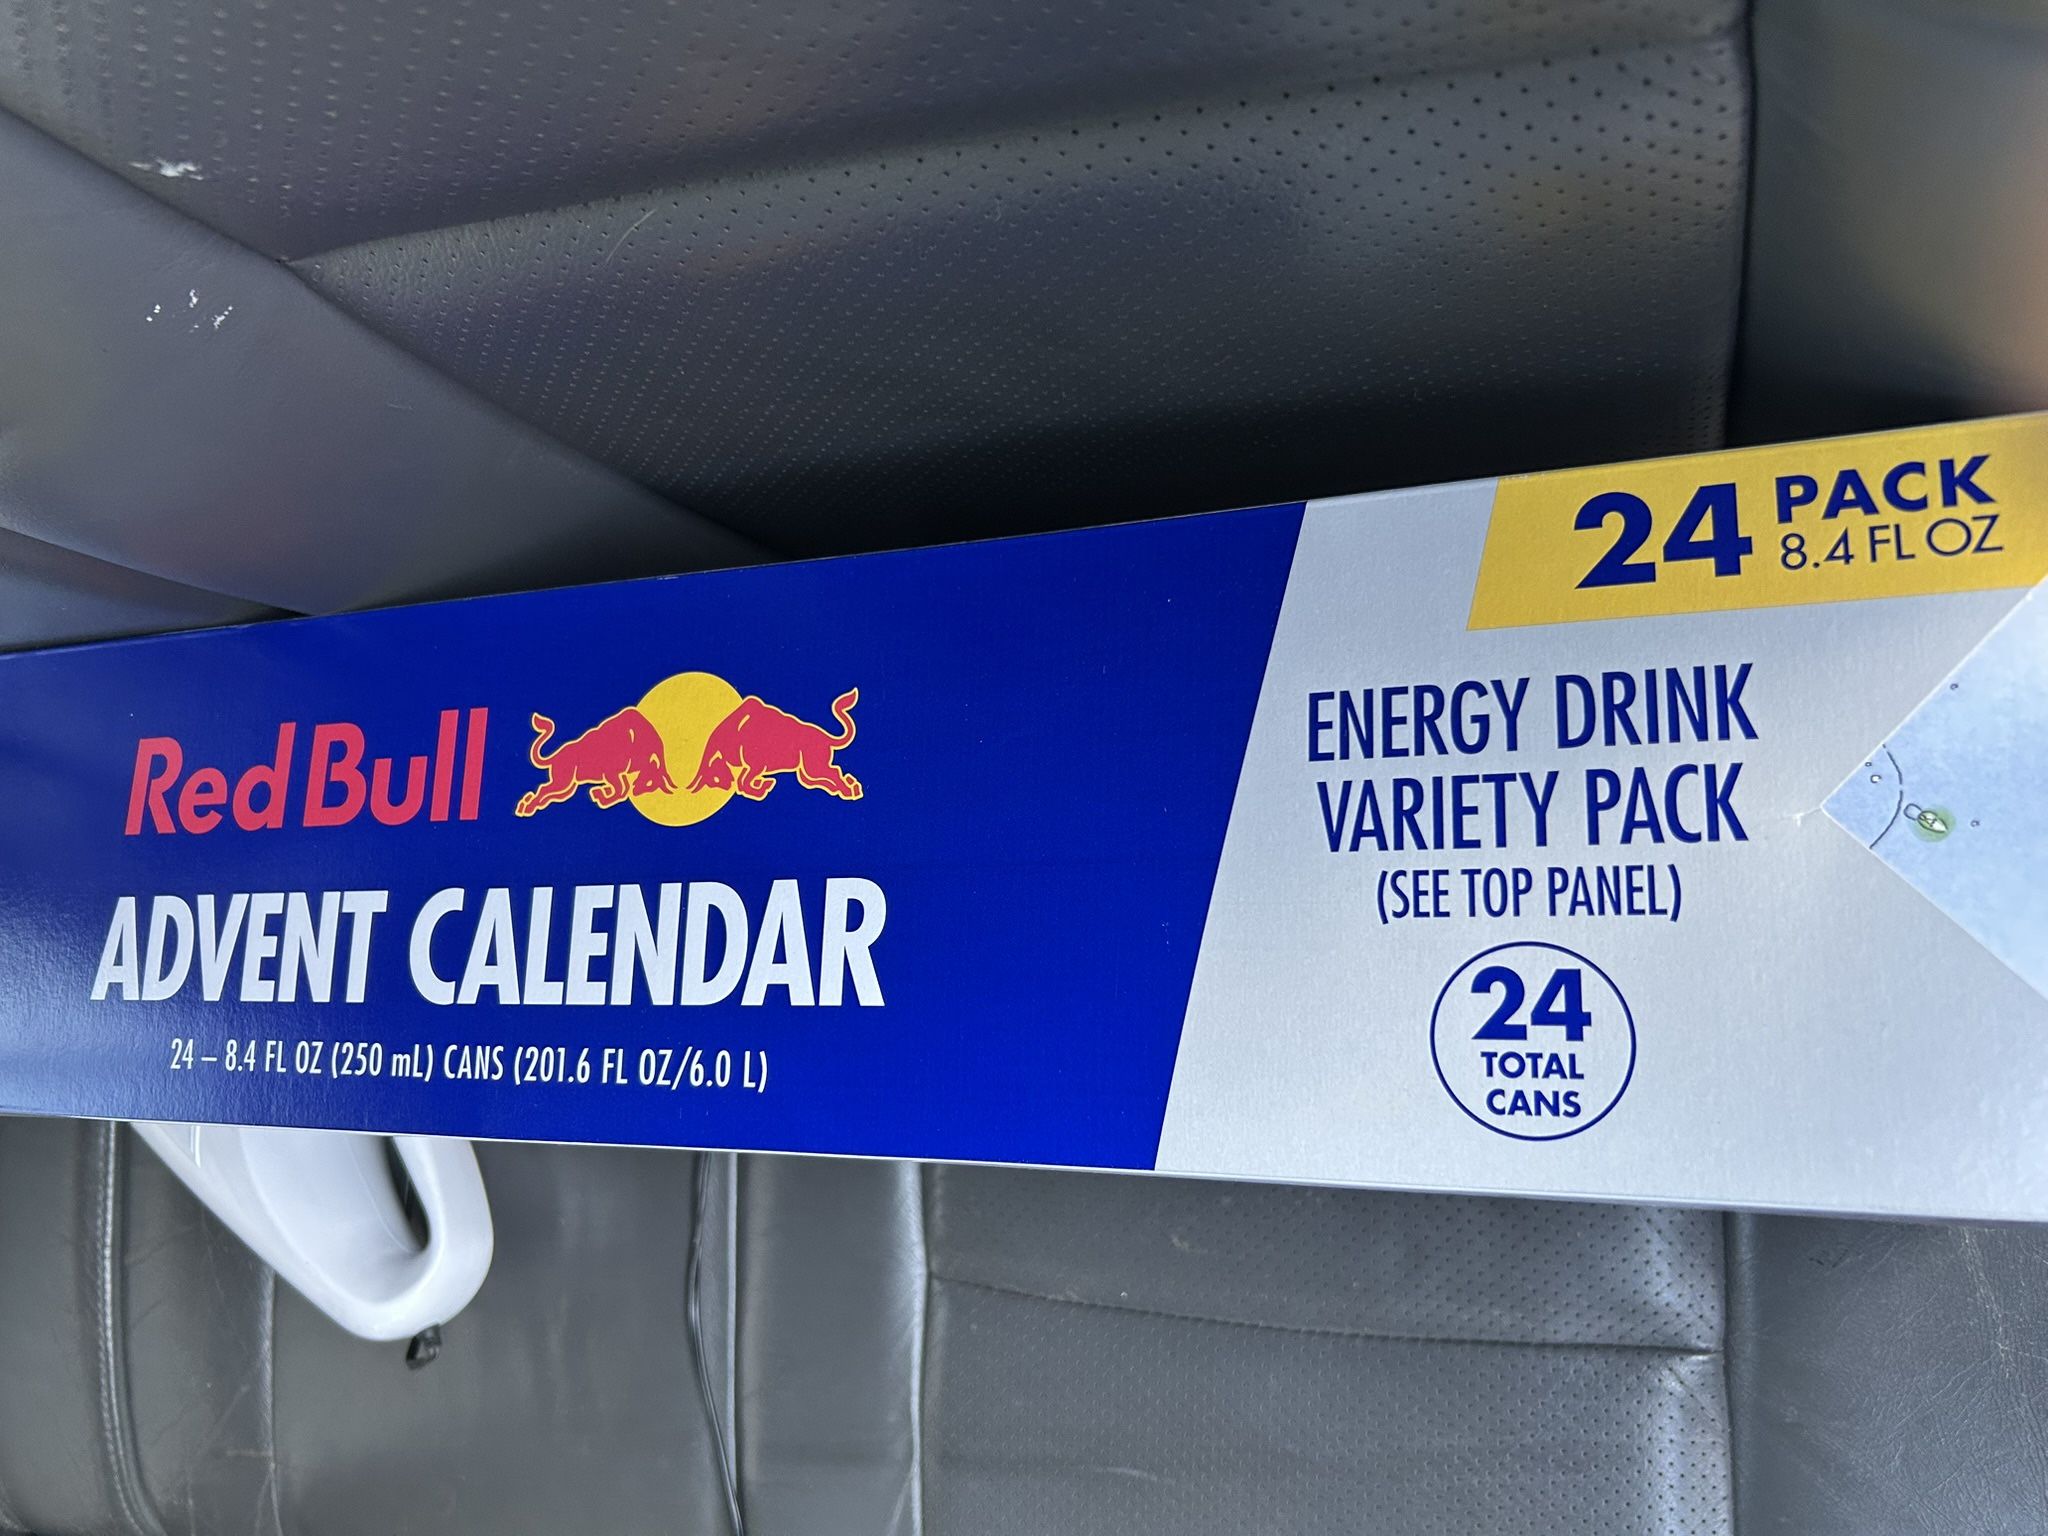 Red Bull
ADVENT CALENDAR
24 – 8.4 FL OZ (250 mL) CANS (201.6 FL OZ/6.0 L)
24 PACK
8.4 FL OZ
ENERGY DRINK
VARIETY PACK
(SEE TOP PANEL)
24
TOTAL
CANS